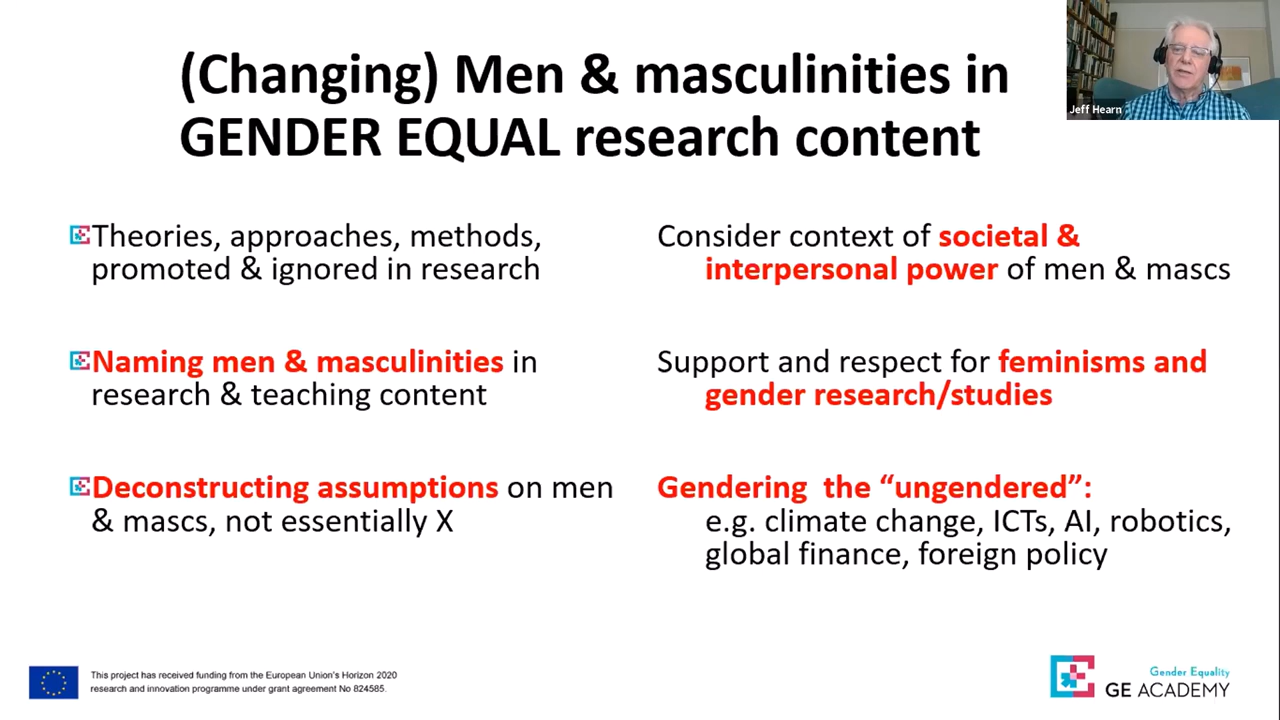 (Changing) Men & masculinities in
GENDER EQUAL research content
Jeff Hearn
Theories, approaches, methods,
promoted & ignored in research
Naming men & masculinities in
research & teaching content
Deconstructing assumptions on men
& mascs, not essentially X
Consider context of societal &
interpersonal power of men & mascs
Support and respect for feminisms and
gender research/studies
Gendering the “ungendered”:
e.g. climate change, ICTs, AI, robotics,
global finance, foreign policy
This project has received funding from the European Union's Horizon 2020
research and innovation programme under grant agreement No 824585.
Gender Equality
GE ACADEMY